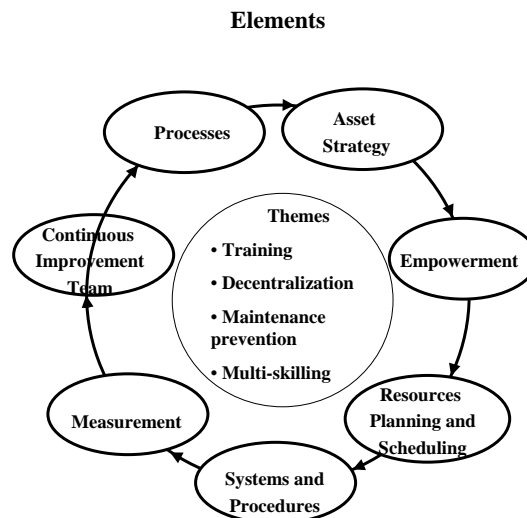 Elements
Processes
Asset
Strategy
Empowerment
Resources
Planning and
Scheduling
Systems and
Procedures
Measurement
Continuous
Improvement
Team
Themes
• Training
• Decentralization
• Maintenance
prevention
• Multi-skilling